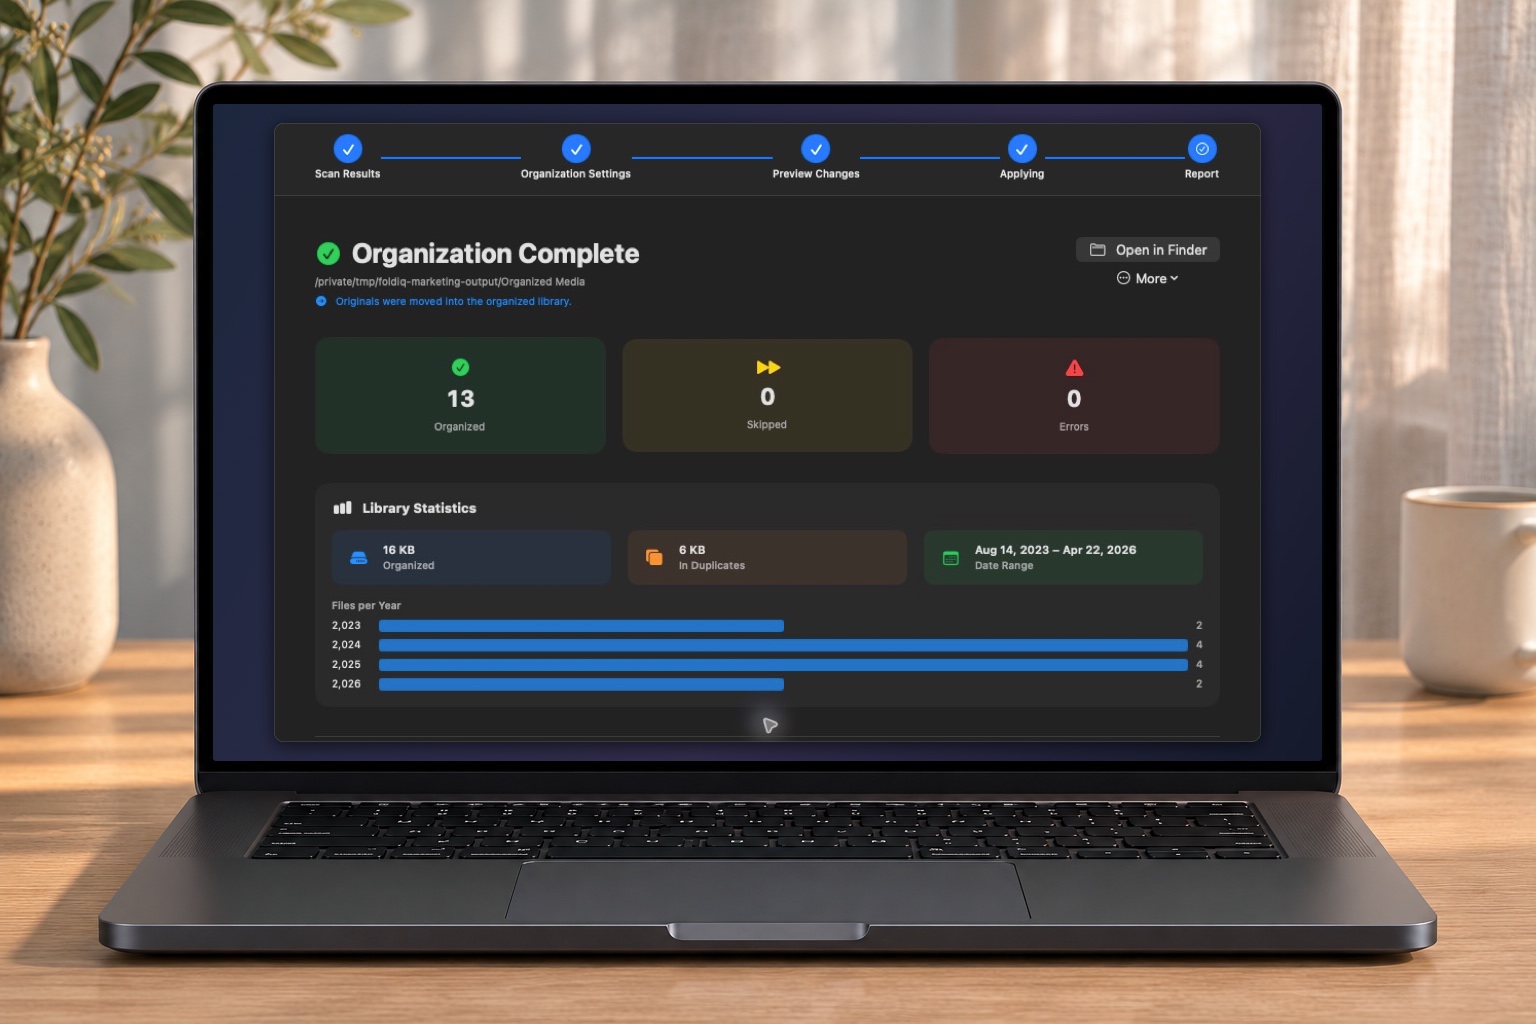 Scan Results
Organization Settings
Preview Changes
Applying
Report
Organization Complete
/private/tmp/foldiq-marketing-output/Organized Media
Originals were moved into the organized library.
Open in Finder
More
13
Organized
0
Skipped
0
Errors
Library Statistics
16 KB
Organized
6 KB
In Duplicates
Aug 14, 2023 – Apr 22, 2026
Date Range
Files per Year
2,023 2
2,024 4
2,025 4
2,026 2